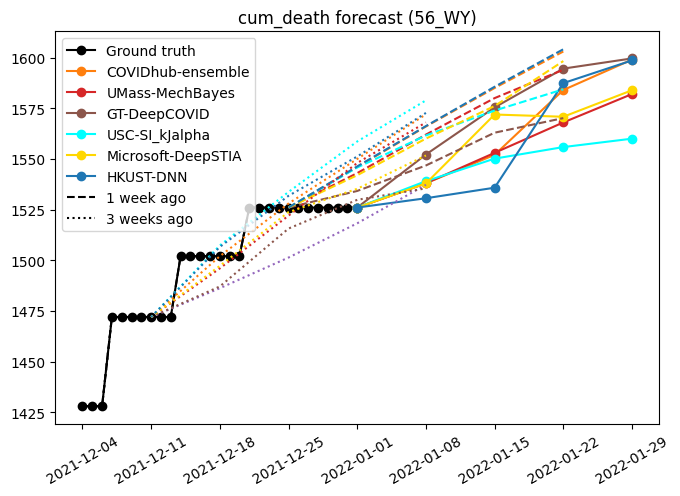 cum_death forecast (56_WY)
1600
1575
1550
1525
1500
1475
1450
1425
Ground truth
COVIDhub-ensemble
UMass-MechBayes
GT-DeepCOVID
USC-SI_kJalpha
Microsoft-DeepSTIA
HKUST-DNN
1 week ago
3 weeks ago
2021-12-04
2021-12-11
2021-12-18
2021-12-25
2022-01-01
2022-01-08
2022-01-15
2022-01-22
2022-01-29